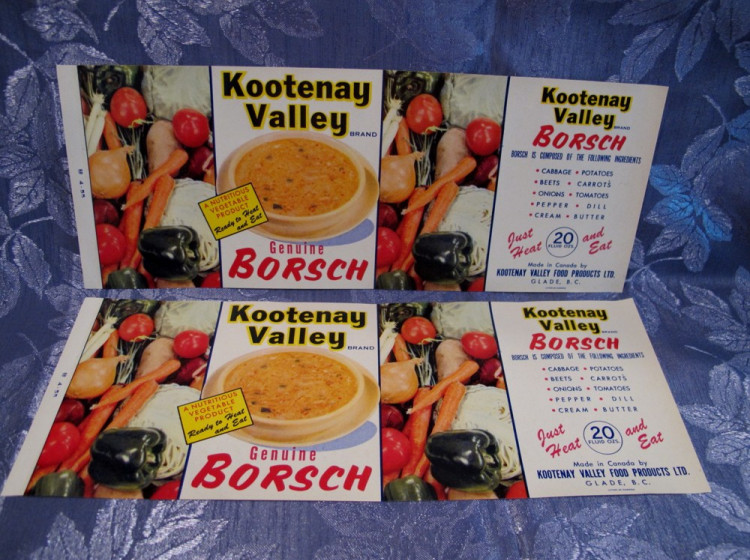 Kootenay
Valley
BRAND
A NUTRITIOUS
VEGETABLE
PRODUCT
Ready to Heat
and Eat
Genuine
BORSCH
Kootenay
Valley
BRAND
BORSCH
BORSCH IS COMPOSED OF THE FOLLOWING INGREDIENTS
• CABBAGE • POTATOES
• BEETS • CARROTS
• ONIONS • TOMATOES
• PEPPER • DILL
• CREAM • BUTTER
Just
Heat
20
FLUID OZS.
and
Eat
Made in Canada by
KOOTENAY VALLEY FOOD PRODUCTS LTD.
GLADE, B.C.
Kootenay
Valley
BRAND
A NUTRITIOUS
VEGETABLE
PRODUCT
Ready to Heat
and Eat
Genuine
BORSCH
Kootenay
Valley
BRAND
BORSCH
BORSCH IS COMPOSED OF THE FOLLOWING INGREDIENTS
• CABBAGE • POTATOES
• BEETS • CARROTS
• ONIONS • TOMATOES
• PEPPER • DILL
• CREAM • BUTTER
Just
Heat
20
FLUID OZS.
and
Eat
Made in Canada by
KOOTENAY VALLEY FOOD PRODUCTS LTD.
GLADE, B.C.